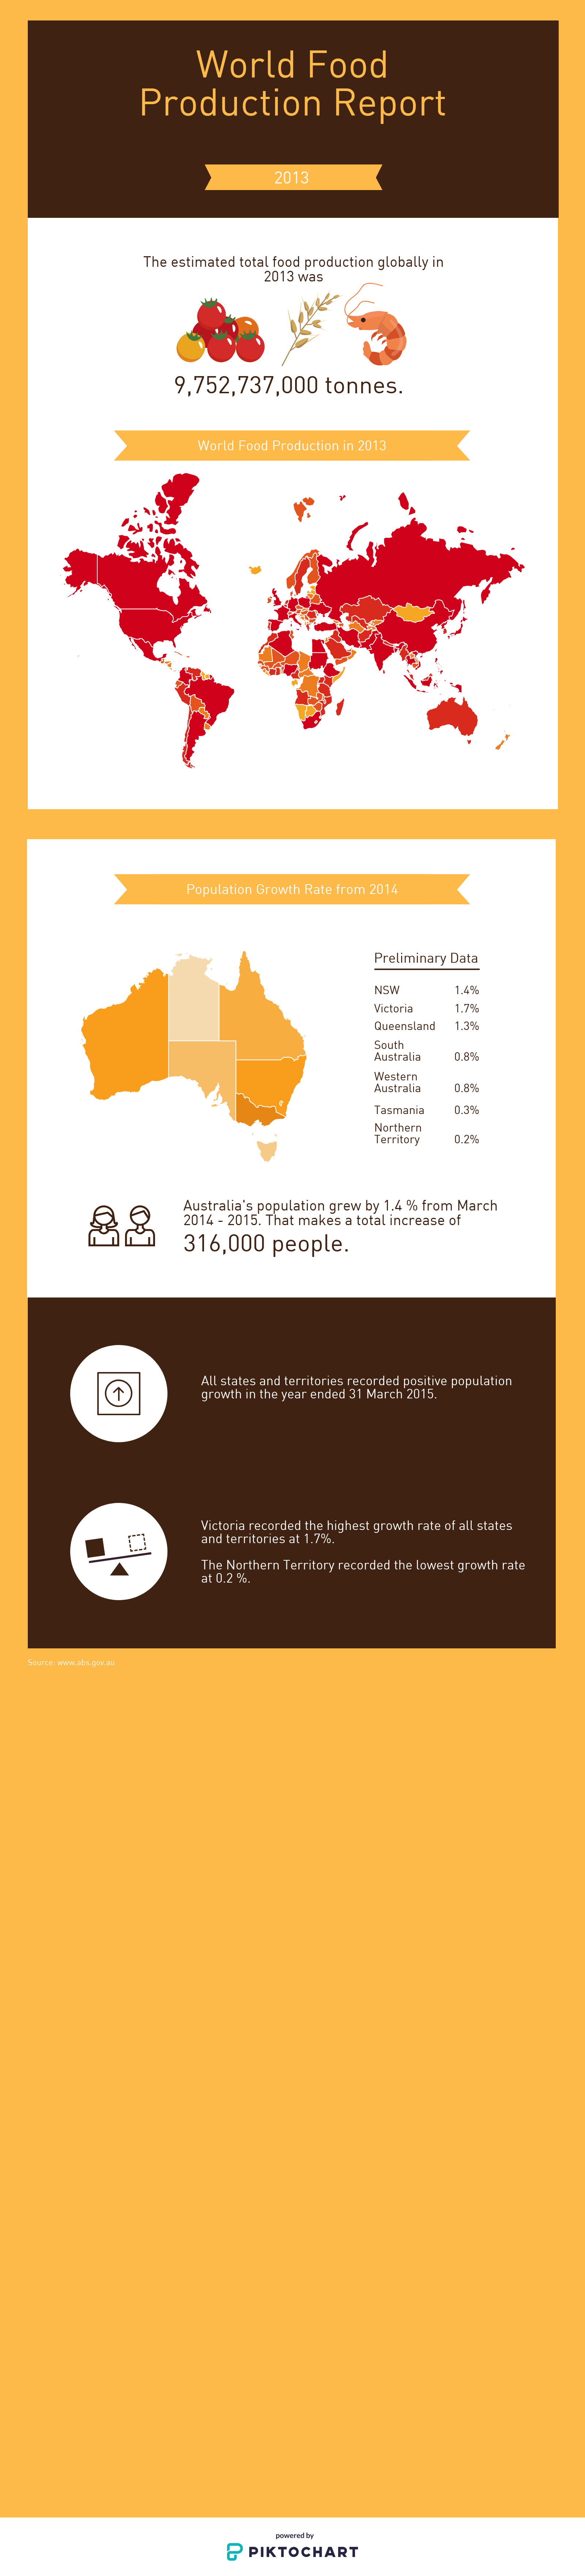 World Food
Production Report
2013
The estimated total food production globally in
2013 was
9,752,737,000 tonnes.
World Food Production in 2013
Population Growth Rate from 2014
Preliminary Data
NSW 1.4%
Victoria 1.7%
Queensland 1.3%
South
Australia 0.8%
Western
Australia 0.8%
Tasmania 0.3%
Northern
Territory 0.2%
Australia's population grew by 1.4 % from March
2014 - 2015. That makes a total increase of
316,000 people.
All states and territories recorded positive population
growth in the year ended 31 March 2015.
Victoria recorded the highest growth rate of all states
and territories at 1.7%.
The Northern Territory recorded the lowest growth rate
at 0.2 %.
Source: www.abs.gov.au
powered by
PIKTOCHART